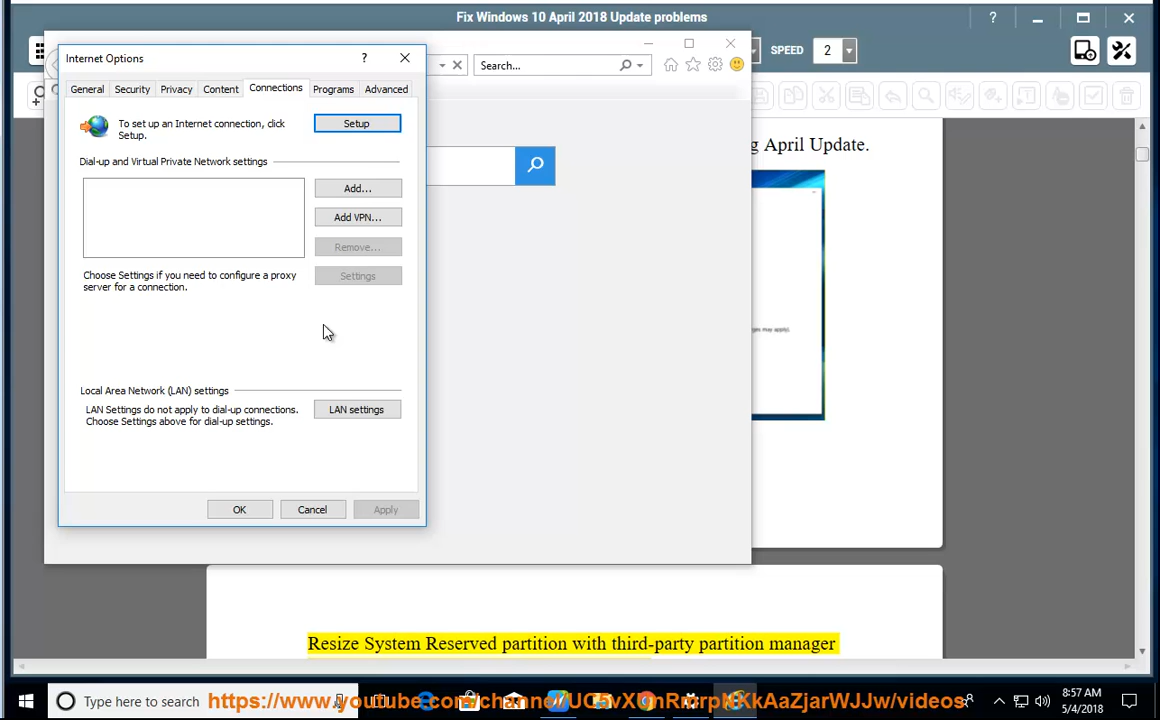 Fix Windows 10 April 2018 Update problems
?
SPEED
2
Internet Options
?
Search...
General
Security
Privacy
Content
Connections
Programs
Advanced
To set up an Internet connection, click
Setup.
Setup
Dial-up and Virtual Private Network settings
Add...
Add VPN...
Remove...
Choose Settings if you need to configure a proxy
server for a connection.
Settings
Local Area Network (LAN) settings
LAN Settings do not apply to dial-up connections.
Choose Settings above for dial-up settings.
LAN settings
OK
Cancel
Apply
g April Update.
Resize System Reserved partition with third-party partition manager
Type here to search
8:57 AM
5/4/2018